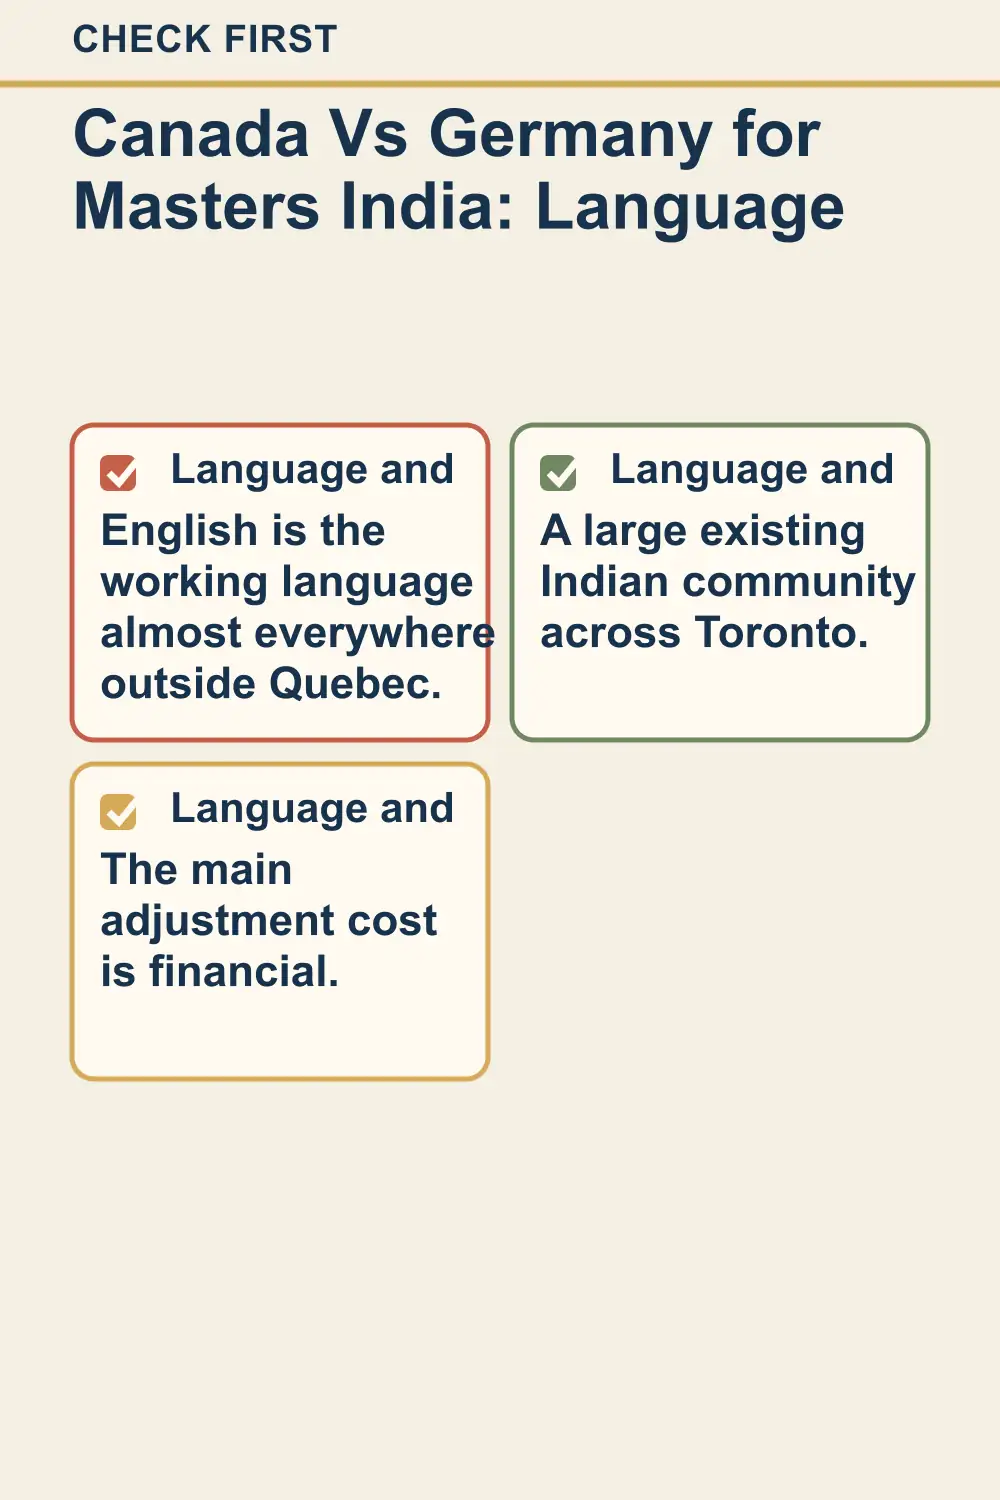 CHECK FIRST
Canada Vs Germany for
Masters India: Language
Language and
English is the
working language
almost everywhere
outside Quebec.
Language and
A large existing
Indian community
across Toronto.
Language and
The main
adjustment cost
is financial.